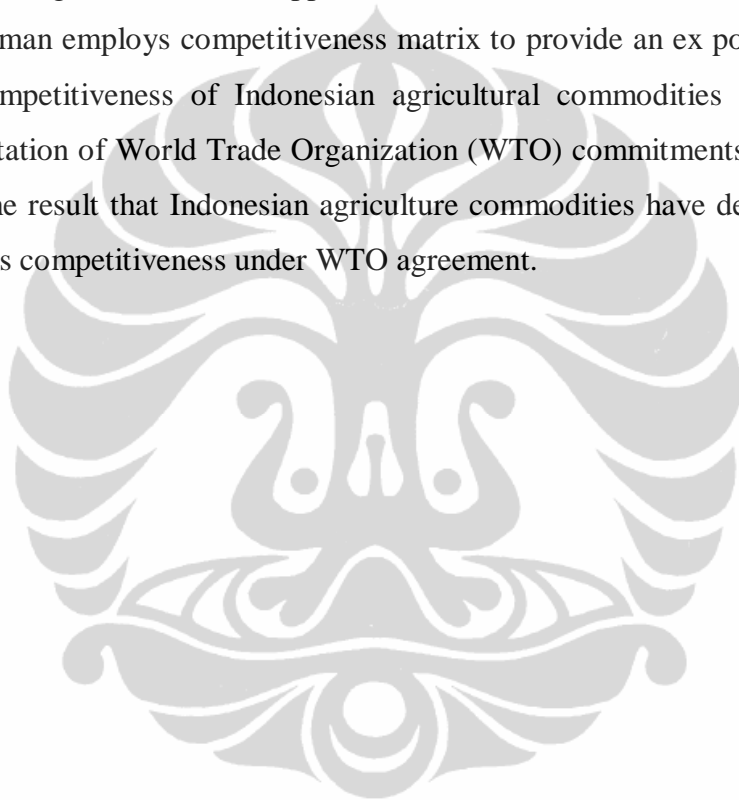 man employs competitiveness matrix to provide an ex po
mpetitiveness of Indonesian agricultural commodities
tation of World Trade Organization (WTO) commitments
he result that Indonesian agriculture commodities have de
s competitiveness under WTO agreement.